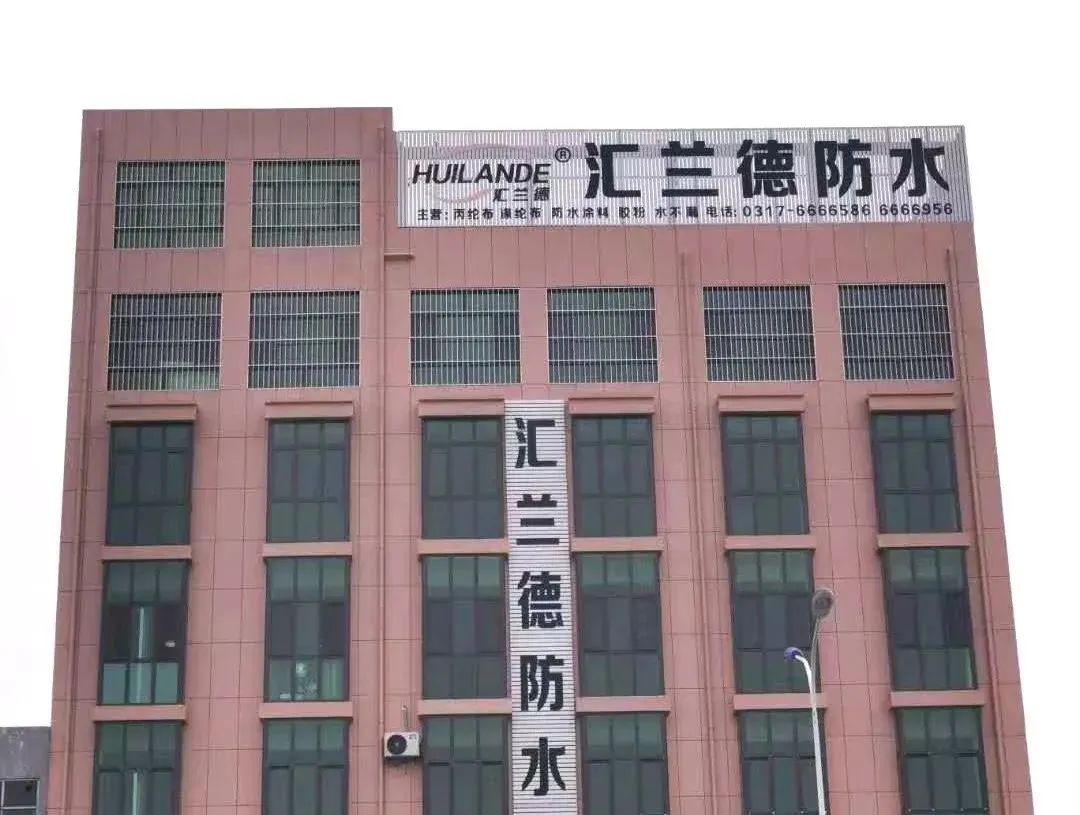 HUILANDE® 汇兰德防水
汇兰德
主营: 丙纶布 涤纶布 防水涂料 胶粉 水不漏 电话: 0317-6666586 6666956
汇兰德防水